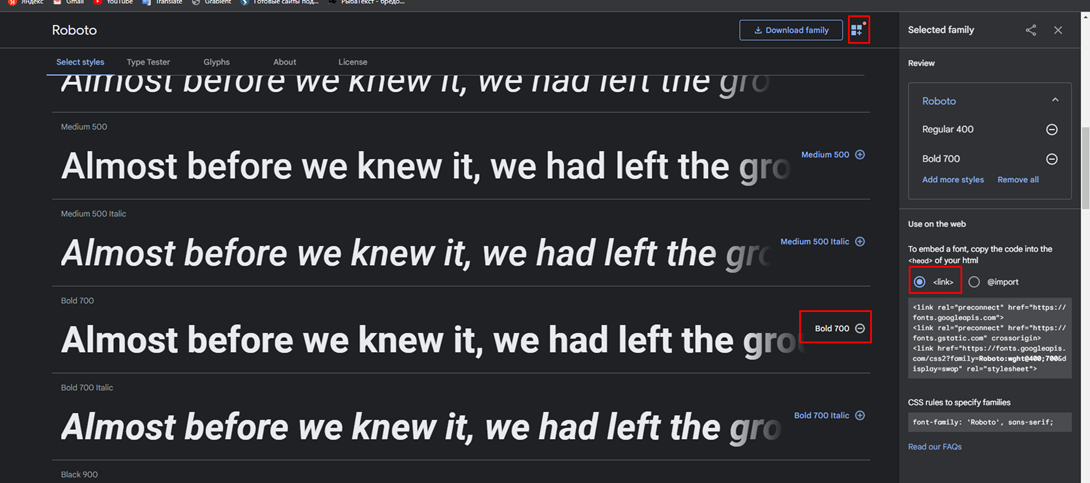 Яндекс Gmail YouTube Translate Gradient Готовые сайты под... РыбаТекст - бредо...
Roboto
Download family
Select styles Type Tester Glyphs About License
Almost before we knew it, we had left the gro
Medium 500
Almost before we knew it, we had left the gro
Medium 500
Medium 500 Italic
Almost before we knew it, we had left the gro
Medium 500 Italic
Bold 700
Almost before we knew it, we had left the gro
Bold 700
Bold 700 Italic
Almost before we knew it, we had left the gro
Bold 700 Italic
Black 900
Selected family
Review
Roboto
Regular 400
Bold 700
Add more styles Remove all
Use on the web
To embed a font, copy the code into the
<head> of your html
<link> @import
<link rel="preconnect" href="https://
fonts.googleapis.com">
<link rel="preconnect" href="https://
fonts.gstatic.com" crossorigin>
<link href="https://fonts.googleapis.
com/css2?family=Roboto:wght@400;700&d
isplay=swap" rel="stylesheet">
CSS rules to specify families
font-family: 'Roboto', sans-serif;
Read our FAQs